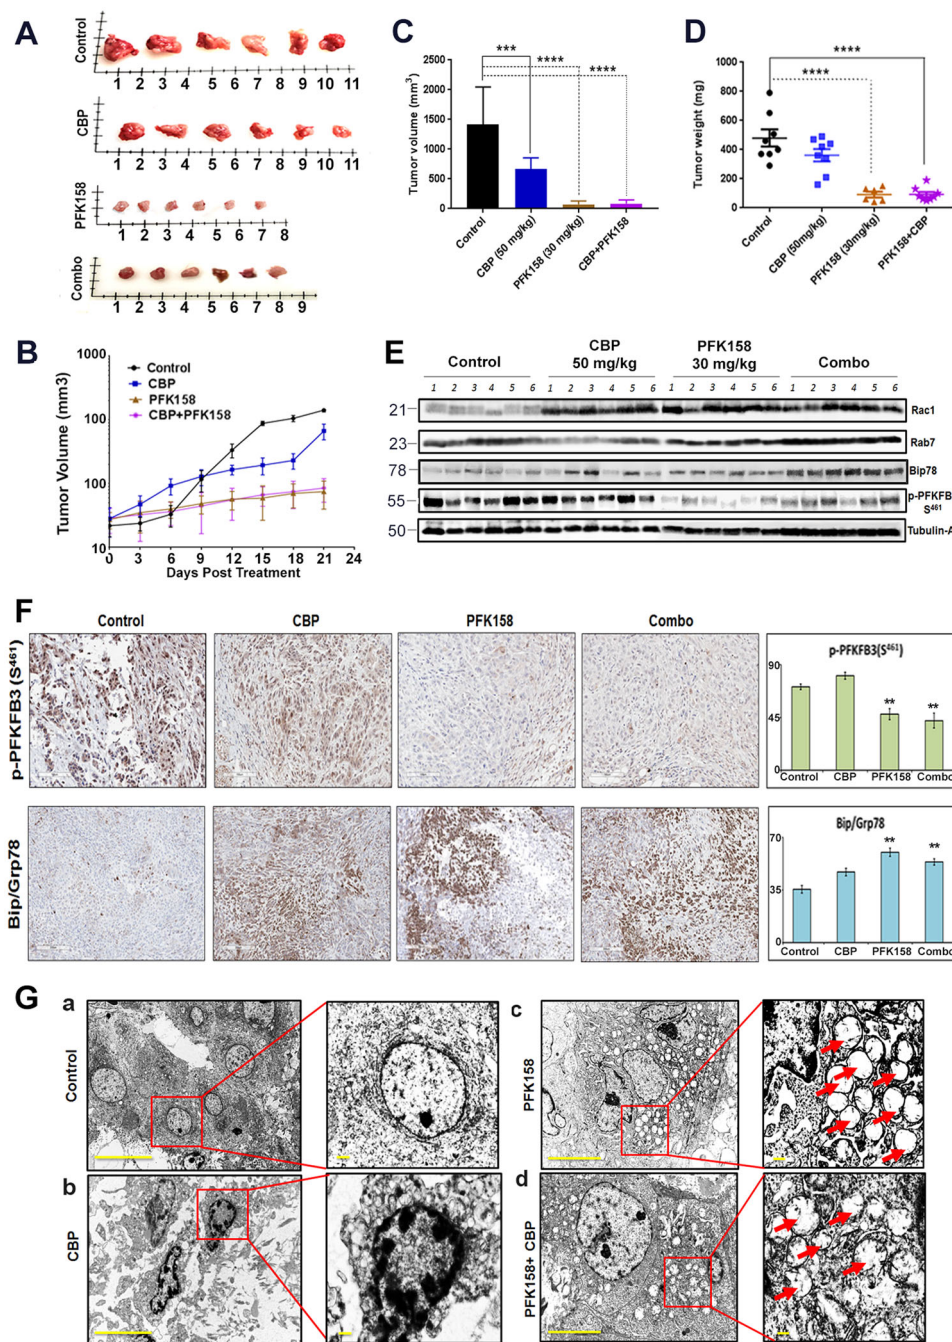 A
Control
1 2 3 4 5 6 7 8 9 10 11
CBP
1 2 3 4 5 6 7 8 9 10 11
PFK158
1 2 3 4 5 6 7 8
Combo
1 2 3 4 5 6 7 8 9
C
***
****
****
Tumor volume (mm³)
2500
2000
1500
1000
500
0
Control
CBP (50 mg/kg)
PFK158 (30 mg/kg)
CBP+PFK158
D
****
****
Tumor weight (mg)
1000
800
600
400
200
0
Control
CBP (50mg/kg)
PFK158 (30mg/kg)
PFK158+CBP
B
Tumor Volume (mm3)
1000
100
100
10
Control
CBP
PFK158
CBP+PFK158
0 3 6 9 12 15 18 21 24
Days Post Treatment
E
Control
CBP
50 mg/kg
PFK158
30 mg/kg
Combo
1 2 3 4 5 6 1 2 3 4 5 6 1 2 3 4 5 6 1 2 3 4 5 6
21 Rac1
23 Rab7
78 Bip78
55 p-PFKFB
S⁴⁶¹
50 Tubulin-A
F
Control CBP PFK158 Combo
p-PFKFB3 (S⁴⁶¹)
p-PFKFB3(S⁴⁶¹)
90
45
0
** **
Control CBP PFK158 Combo
Bip/Grp78
Bip/Grp78
70
35
0
** **
Control CBP PFK158 Combo
G
a
Control
b
CBP
c
PFK158
d
PFK158+ CBP